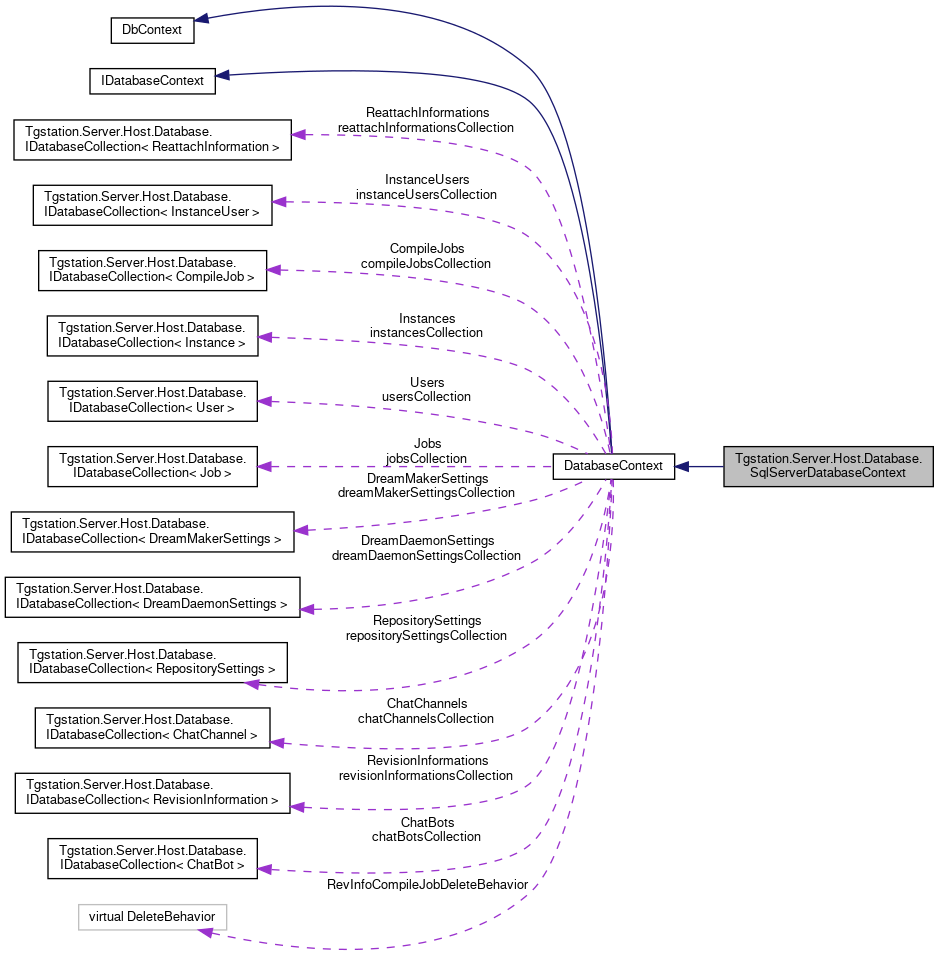 DbContext
IDatabaseContext
ReattachInformations
reattachInformationsCollection
Tgstation.Server.Host.Database.
IDatabaseCollection< ReattachInformation >
InstanceUsers
instanceUsersCollection
Tgstation.Server.Host.Database.
IDatabaseCollection< InstanceUser >
CompileJobs
compileJobsCollection
Tgstation.Server.Host.Database.
IDatabaseCollection< CompileJob >
Instances
instancesCollection
Tgstation.Server.Host.Database.
IDatabaseCollection< Instance >
Users
usersCollection
Tgstation.Server.Host.Database.
IDatabaseCollection< User >
Jobs
jobsCollection
Tgstation.Server.Host.Database.
IDatabaseCollection< Job >
DatabaseContext
Tgstation.Server.Host.Database.
SqlServerDatabaseContext
DreamMakerSettings
dreamMakerSettingsCollection
Tgstation.Server.Host.Database.
IDatabaseCollection< DreamMakerSettings >
DreamDaemonSettings
dreamDaemonSettingsCollection
Tgstation.Server.Host.Database.
IDatabaseCollection< DreamDaemonSettings >
RepositorySettings
repositorySettingsCollection
Tgstation.Server.Host.Database.
IDatabaseCollection< RepositorySettings >
ChatChannels
chatChannelsCollection
Tgstation.Server.Host.Database.
IDatabaseCollection< ChatChannel >
RevisionInformations
revisionInformationsCollection
Tgstation.Server.Host.Database.
IDatabaseCollection< RevisionInformation >
ChatBots
chatBotsCollection
Tgstation.Server.Host.Database.
IDatabaseCollection< ChatBot >
RevInfoCompileJobDeleteBehavior
virtual DeleteBehavior